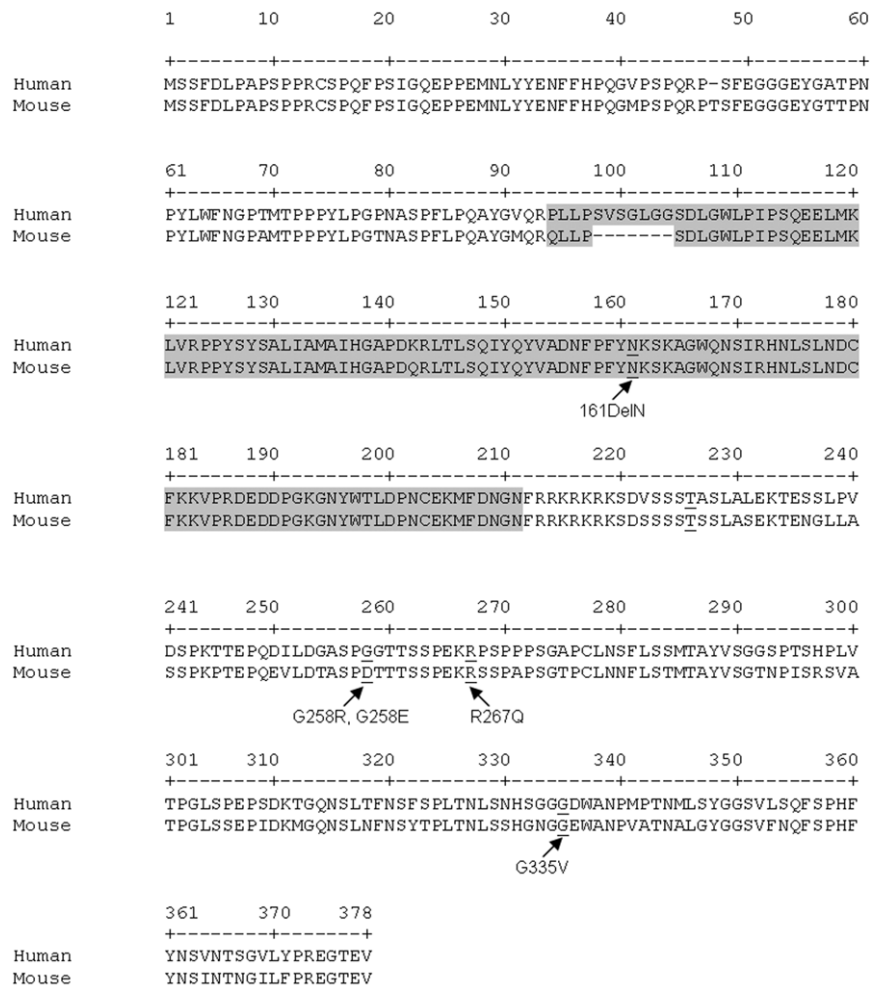 1 10 20 30 40 50 60
+---------+---------+---------+---------+---------+---------+
Human MSSFDLPAPSPPRCSPQFPSIGQEPPEMNLYYENFFHPQGVPSPQRP-SFEGGGEYGATPN
Mouse MSSFDLPAPSPPRCSPQFPSIGQEPPEMNLYYENFFHPQGMPSPQRPTSFEGGGEYGTTPN
61 70 80 90 100 110 120
+--------+---------+---------+---------+---------+---------+
Human PYLWFNGPTMTPPPYLPGPNASPFLPQAYGVQRPLLPSVSGLGGSDLGWLPIPSQEELMK
Mouse PYLWFNGPAMTPPPYLPGTNASPFLPQAYGMQRQLLP-------SDLGWLPIPSQEELMK
121 130 140 150 160 170 180
+--------+---------+---------+---------+---------+---------+
Human LVRPPYSYSALIAMAIHGAPDKRLTLSQIYQYVADNFPFYNKSKAGWQNSIRHNLSLNDC
Mouse LVRPPYSYSALIAMAIHGAPDQRLTLSQIYQYVADNFPFYNKSKAGWQNSIRHNLSLNDC
161DelN
181 190 200 210 220 230 240
+--------+---------+---------+---------+---------+---------+
Human FKKVPRDEDDPGKGNYWTLDPNCEKMFDNGNFRRKRKRKSDVSSSTASLALEKTESSLPV
Mouse FKKVPRDEDDPGKGNYWTLDPNCEKMFDNGNFRRKRKRKSDSSSSTSSLASEKTENGLLA
241 250 260 270 280 290 300
+--------+---------+---------+---------+---------+---------+
Human DSPKTTEPQDILDGASPGGTTSSPEKRPSPPPSGAPCLNSFLSSMTAYVSGGSPTSHPLV
Mouse SSPKPTEPQEVLDTASPDTTTSSPEKRSSPAPSGTPCLNNFLSTMTAYVSGTNPISRSVA
G258R, G258E R267Q
301 310 320 330 340 350 360
+--------+---------+---------+---------+---------+---------+
Human TPGLSPEPSDKTGQNSLTFNSFSPLTNLSNHSGGGDWANPMPTNMLSYGGSVLSQFSPHF
Mouse TPGLSSEPIDKMGQNSLNFNSYTPLTNLSSHGNGGEWANPVATNALGYGGSVFNQFSPHF
G335V
361 370 378
+--------+-------+
Human YNSVNTSGVLYPREGTEV
Mouse YNSINTNGILFPREGTEV